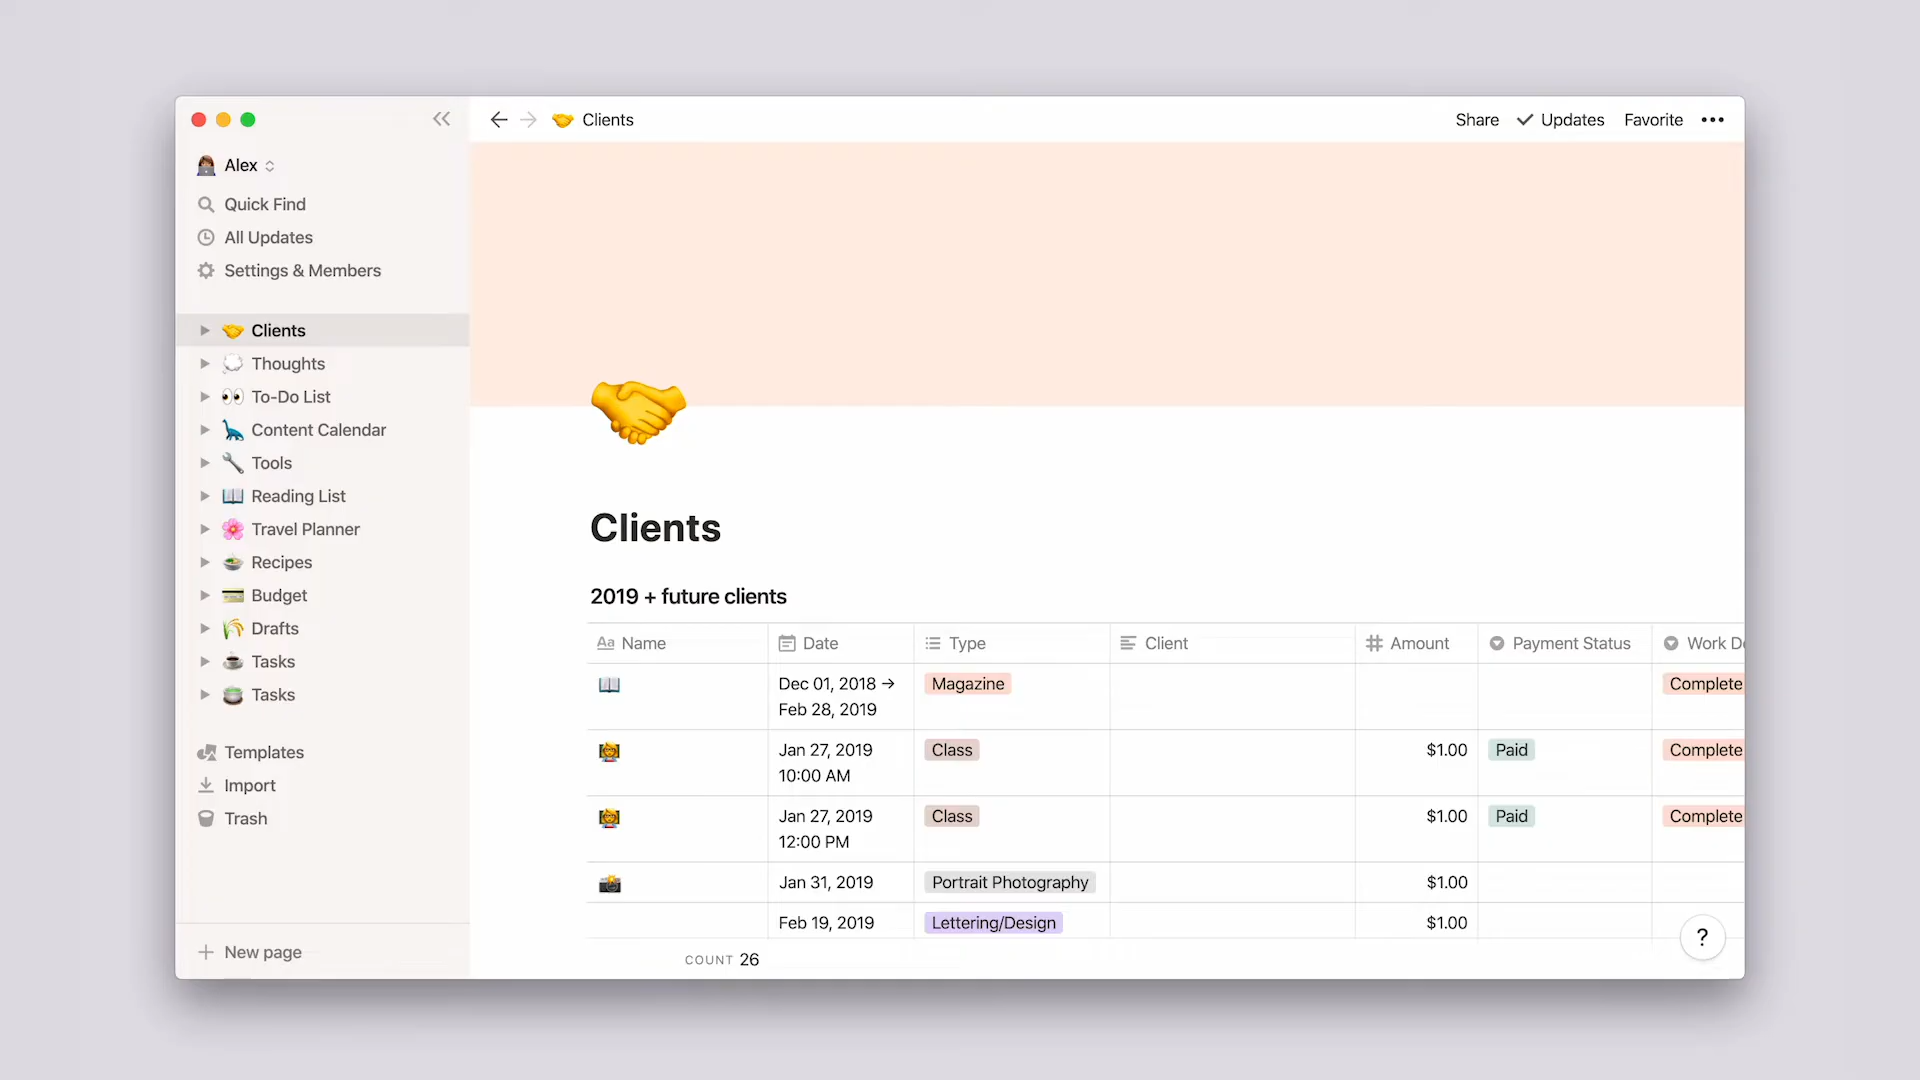 Clients
Share
Updates
Favorite
Alex
Quick Find
All Updates
Settings & Members
Clients
Thoughts
To-Do List
Content Calendar
Tools
Reading List
Travel Planner
Recipes
Budget
Drafts
Tasks
Tasks
Templates
Import
Trash
New page
Clients
2019 + future clients
Aa Name Date Type Client # Amount Payment Status Work D
Dec 01, 2018 → Magazine Complete
Feb 28, 2019
Jan 27, 2019 Class $1.00 Paid Complete
10:00 AM
Jan 27, 2019 Class $1.00 Paid Complete
12:00 PM
Jan 31, 2019 Portrait Photography $1.00
Feb 19, 2019 Lettering/Design $1.00
COUNT 26
?